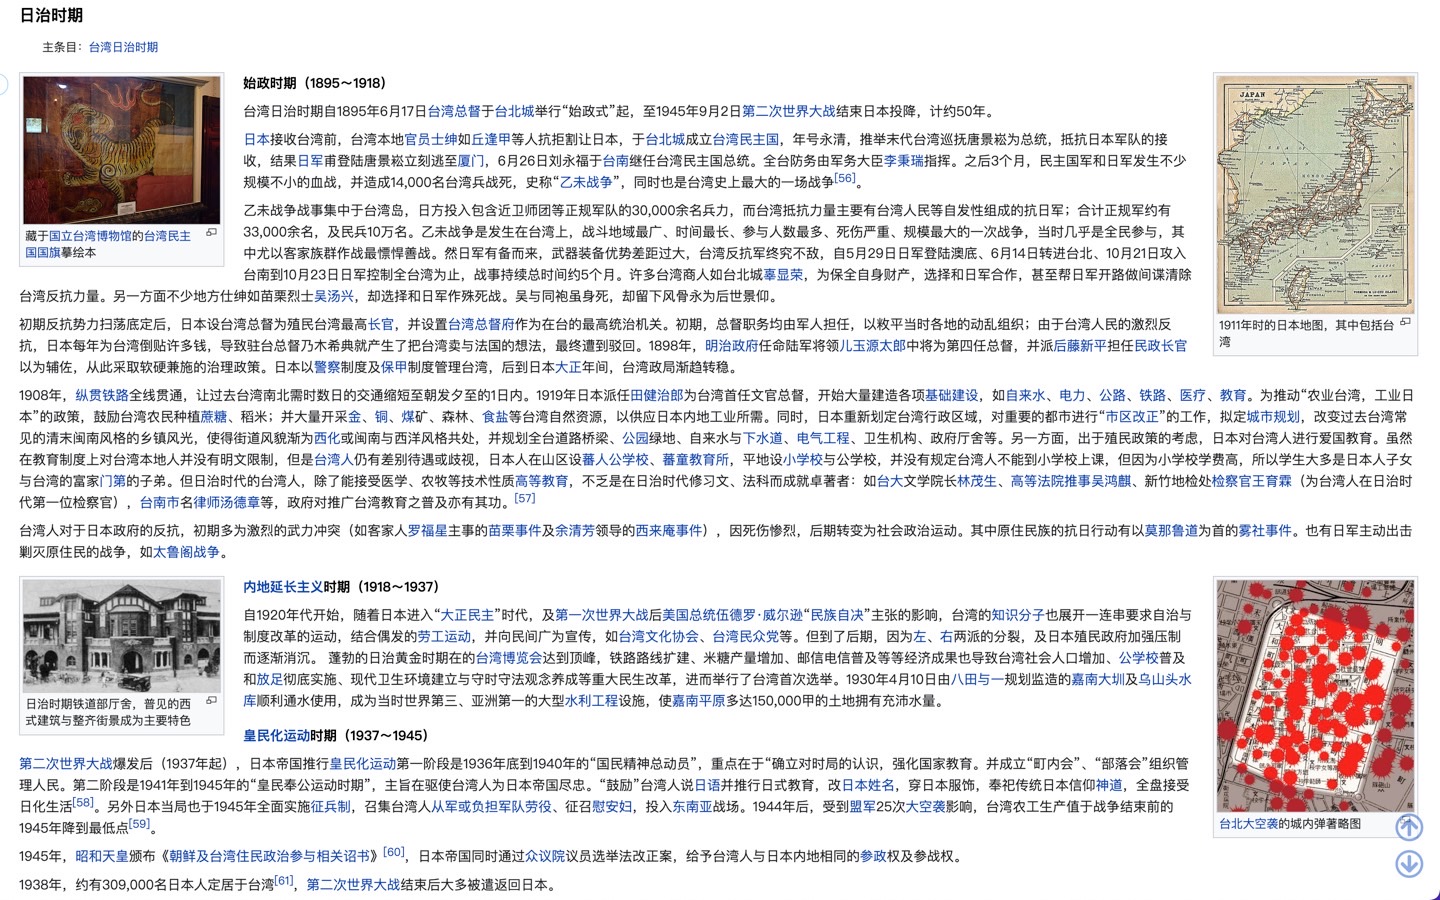 日治时期
主条目：台湾日治时期
始政时期（1895～1918）
台湾日治时期自1895年6月17日台湾总督于台北城举行“始政式”起，至1945年9月2日第二次世界大战结束日本投降，计约50年。
日本接收台湾前，台湾本地官员士绅如丘逢甲等人抗拒割让日本，于台北城成立台湾民主国，年号永清，推举末代台湾巡抚唐景崧为总统，抵抗日本军队的接
收，结果日军甫登陆唐景崧立刻逃至厦门，6月26日刘永福于台南继任台湾民主国总统。全台防务由军务大臣李秉瑞指挥。之后3个月，民主国军和日军发生不少
规模不小的血战，并造成14,000名台湾兵战死，史称“乙未战争”，同时也是台湾史上最大的一场战争[56]。
藏于国立台湾博物馆的台湾民主
国国旗摹绘本
乙未战争战事集中于台湾岛，日方投入包含近卫师团等正规军队的30,000余名兵力，而台湾抵抗力量主要有台湾人民等自发性组成的抗日军；合计正规军约有
33,000余名，及民兵10万名。乙未战争是发生在台湾上，战斗地域最广、时间最长、参与人数最多、死伤严重、规模最大的一次战争，当时几乎是全民参与，其
中尤以客家族群作战最慓悍善战。然日军有备而来，武器装备优势差距过大，台湾反抗军终究不敌，自5月29日日军登陆澳底、6月14日转进台北、10月21日攻入
台南到10月23日日军控制全台湾为止，战事持续总时间约5个月。许多台湾商人如台北城辜显荣，为保全自身财产，选择和日军合作，甚至帮日军开路做间谍清除
台湾反抗力量。另一方面不少地方仕绅如苗栗烈士吴汤兴，却选择和日军作殊死战。吴与同袍虽身死，却留下风骨永为后世景仰。
JAPAN
1911年时的日本地图，其中包括台
湾
初期反抗势力扫荡底定后，日本设台湾总督为殖民台湾最高长官，并设置台湾总督府作为在台的最高统治机关。初期，总督职务均由军人担任，以敉平当时各地的动乱组织；由于台湾人民的激烈反
抗，日本每年为台湾倒贴许多钱，导致驻台总督乃木希典就产生了把台湾卖与法国的想法，最终遭到驳回。1898年，明治政府任命陆军将领儿玉源太郎中将为第四任总督，并派后藤新平担任民政长官
以为辅佐，从此采取软硬兼施的治理政策。日本以警察制度及保甲制度管理台湾，后到日本大正年间，台湾政局渐趋转稳。
1908年，纵贯铁路全线贯通，让过去台湾南北需时数日的交通缩短至朝发夕至的1日内。1919年日本派任田健治郎为台湾首任文官总督，开始大量建造各项基础建设，如自来水、电力、公路、铁路、医疗、教育。为推动“农业台湾，工业日
本”的政策，鼓励台湾农民种植蔗糖、稻米；并大量开采金、铜、煤矿、森林、食盐等台湾自然资源，以供应日本内地工业所需。同时，日本重新划定台湾行政区域，对重要的都市进行“市区改正”的工作，拟定城市规划，改变过去台湾常
见的清末闽南风格的乡镇风光，使得街道风貌渐为西化或闽南与西洋风格共处，并规划全台道路桥梁、公园绿地、自来水与下水道、电气工程、卫生机构、政府厅舍等。另一方面，出于殖民政策的考虑，日本对台湾人进行爱国教育。虽然
在教育制度上对台湾本地人并没有明文限制，但是台湾人仍有差别待遇或歧视，日本人在山区设蕃人公学校、蕃童教育所，平地设小学校与公学校，并没有规定台湾人不能到小学校上课，但因为小学校学费高，所以学生大多是日本人子女
与台湾的富家门第的子弟。但日治时代的台湾人，除了能接受医学、农牧等技术性质高等教育，不乏是在日治时代修习文、法科而成就卓著者：如台大文学院长林茂生、高等法院推事吴鸿麒、新竹地检处检察官王育霖（为台湾人在日治时
代第一位检察官），台南市名律师汤德章等，政府对推广台湾教育之普及亦有其功。[57]
台湾人对于日本政府的反抗，初期多为激烈的武力冲突（如客家人罗福星主事的苗栗事件及余清芳领导的西来庵事件），因死伤惨烈，后期转变为社会政治运动。其中原住民族的抗日行动有以莫那鲁道为首的雾社事件。也有日军主动出击
剿灭原住民的战争，如太鲁阁战争。
内地延长主义时期（1918～1937）
自1920年代开始，随着日本进入“大正民主”时代，及第一次世界大战后美国总统伍德罗·威尔逊“民族自决”主张的影响，台湾的知识分子也展开一连串要求自治与
制度改革的运动，结合偶发的劳工运动，并向民间广为宣传，如台湾文化协会、台湾民众党等。但到了后期，因为左、右两派的分裂，及日本殖民政府加强压制
而逐渐消沉。 蓬勃的日治黄金时期在的台湾博览会达到顶峰，铁路路线扩建、米糖产量增加、邮信电信普及等等经济成果也导致台湾社会人口增加、公学校普及
和放足彻底实施、现代卫生环境建立与守时守法观念养成等重大民生改革，进而举行了台湾首次选举。1930年4月10日由八田与一规划监造的嘉南大圳及乌山头水
库顺利通水使用，成为当时世界第三、亚洲第一的大型水利工程设施，使嘉南平原多达150,000甲的土地拥有充沛水量。
日治时期铁道部厅舍，普见的西
式建筑与整齐街景成为主要特色
皇民化运动时期（1937～1945）
第二次世界大战爆发后（1937年起），日本帝国推行皇民化运动第一阶段是1936年底到1940年的“国民精神总动员”，重点在于“确立对时局的认识，强化国家教育。并成立“町内会”、“部落会”组织管
理人民。第二阶段是1941年到1945年的“皇民奉公运动时期”，主旨在驱使台湾人为日本帝国尽忠。“鼓励”台湾人说日语并推行日式教育，改日本姓名，穿日本服饰，奉祀传统日本信仰神道，全盘接受
日化生活[58]。另外日本当局也于1945年全面实施征兵制，召集台湾人从军或负担军队劳役、征召慰安妇，投入东南亚战场。1944年后，受到盟军25次大空袭影响，台湾农工生产值于战争结束前的
1945年降到最低点[59]。
台北大空袭的城内弹著略图
1945年，昭和天皇颁布《朝鲜及台湾住民政治参与相关诏书》[60]，日本帝国同时通过众议院议员选举法改正案，给予台湾人与日本内地相同的参政权及参战权。
1938年，约有309,000名日本人定居于台湾[61]，第二次世界大战结束后大多被遣返回日本。